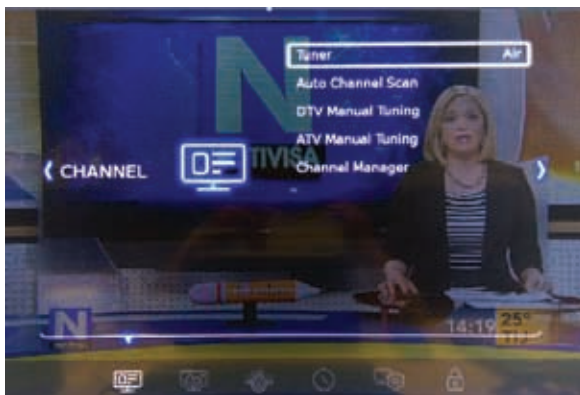 Tuner Air
Auto Channel Scan
DTV Manual Tuning
ATV Manual Tuning
CHANNEL
Channel Manager
N
TIVISA
N
14:19 25°